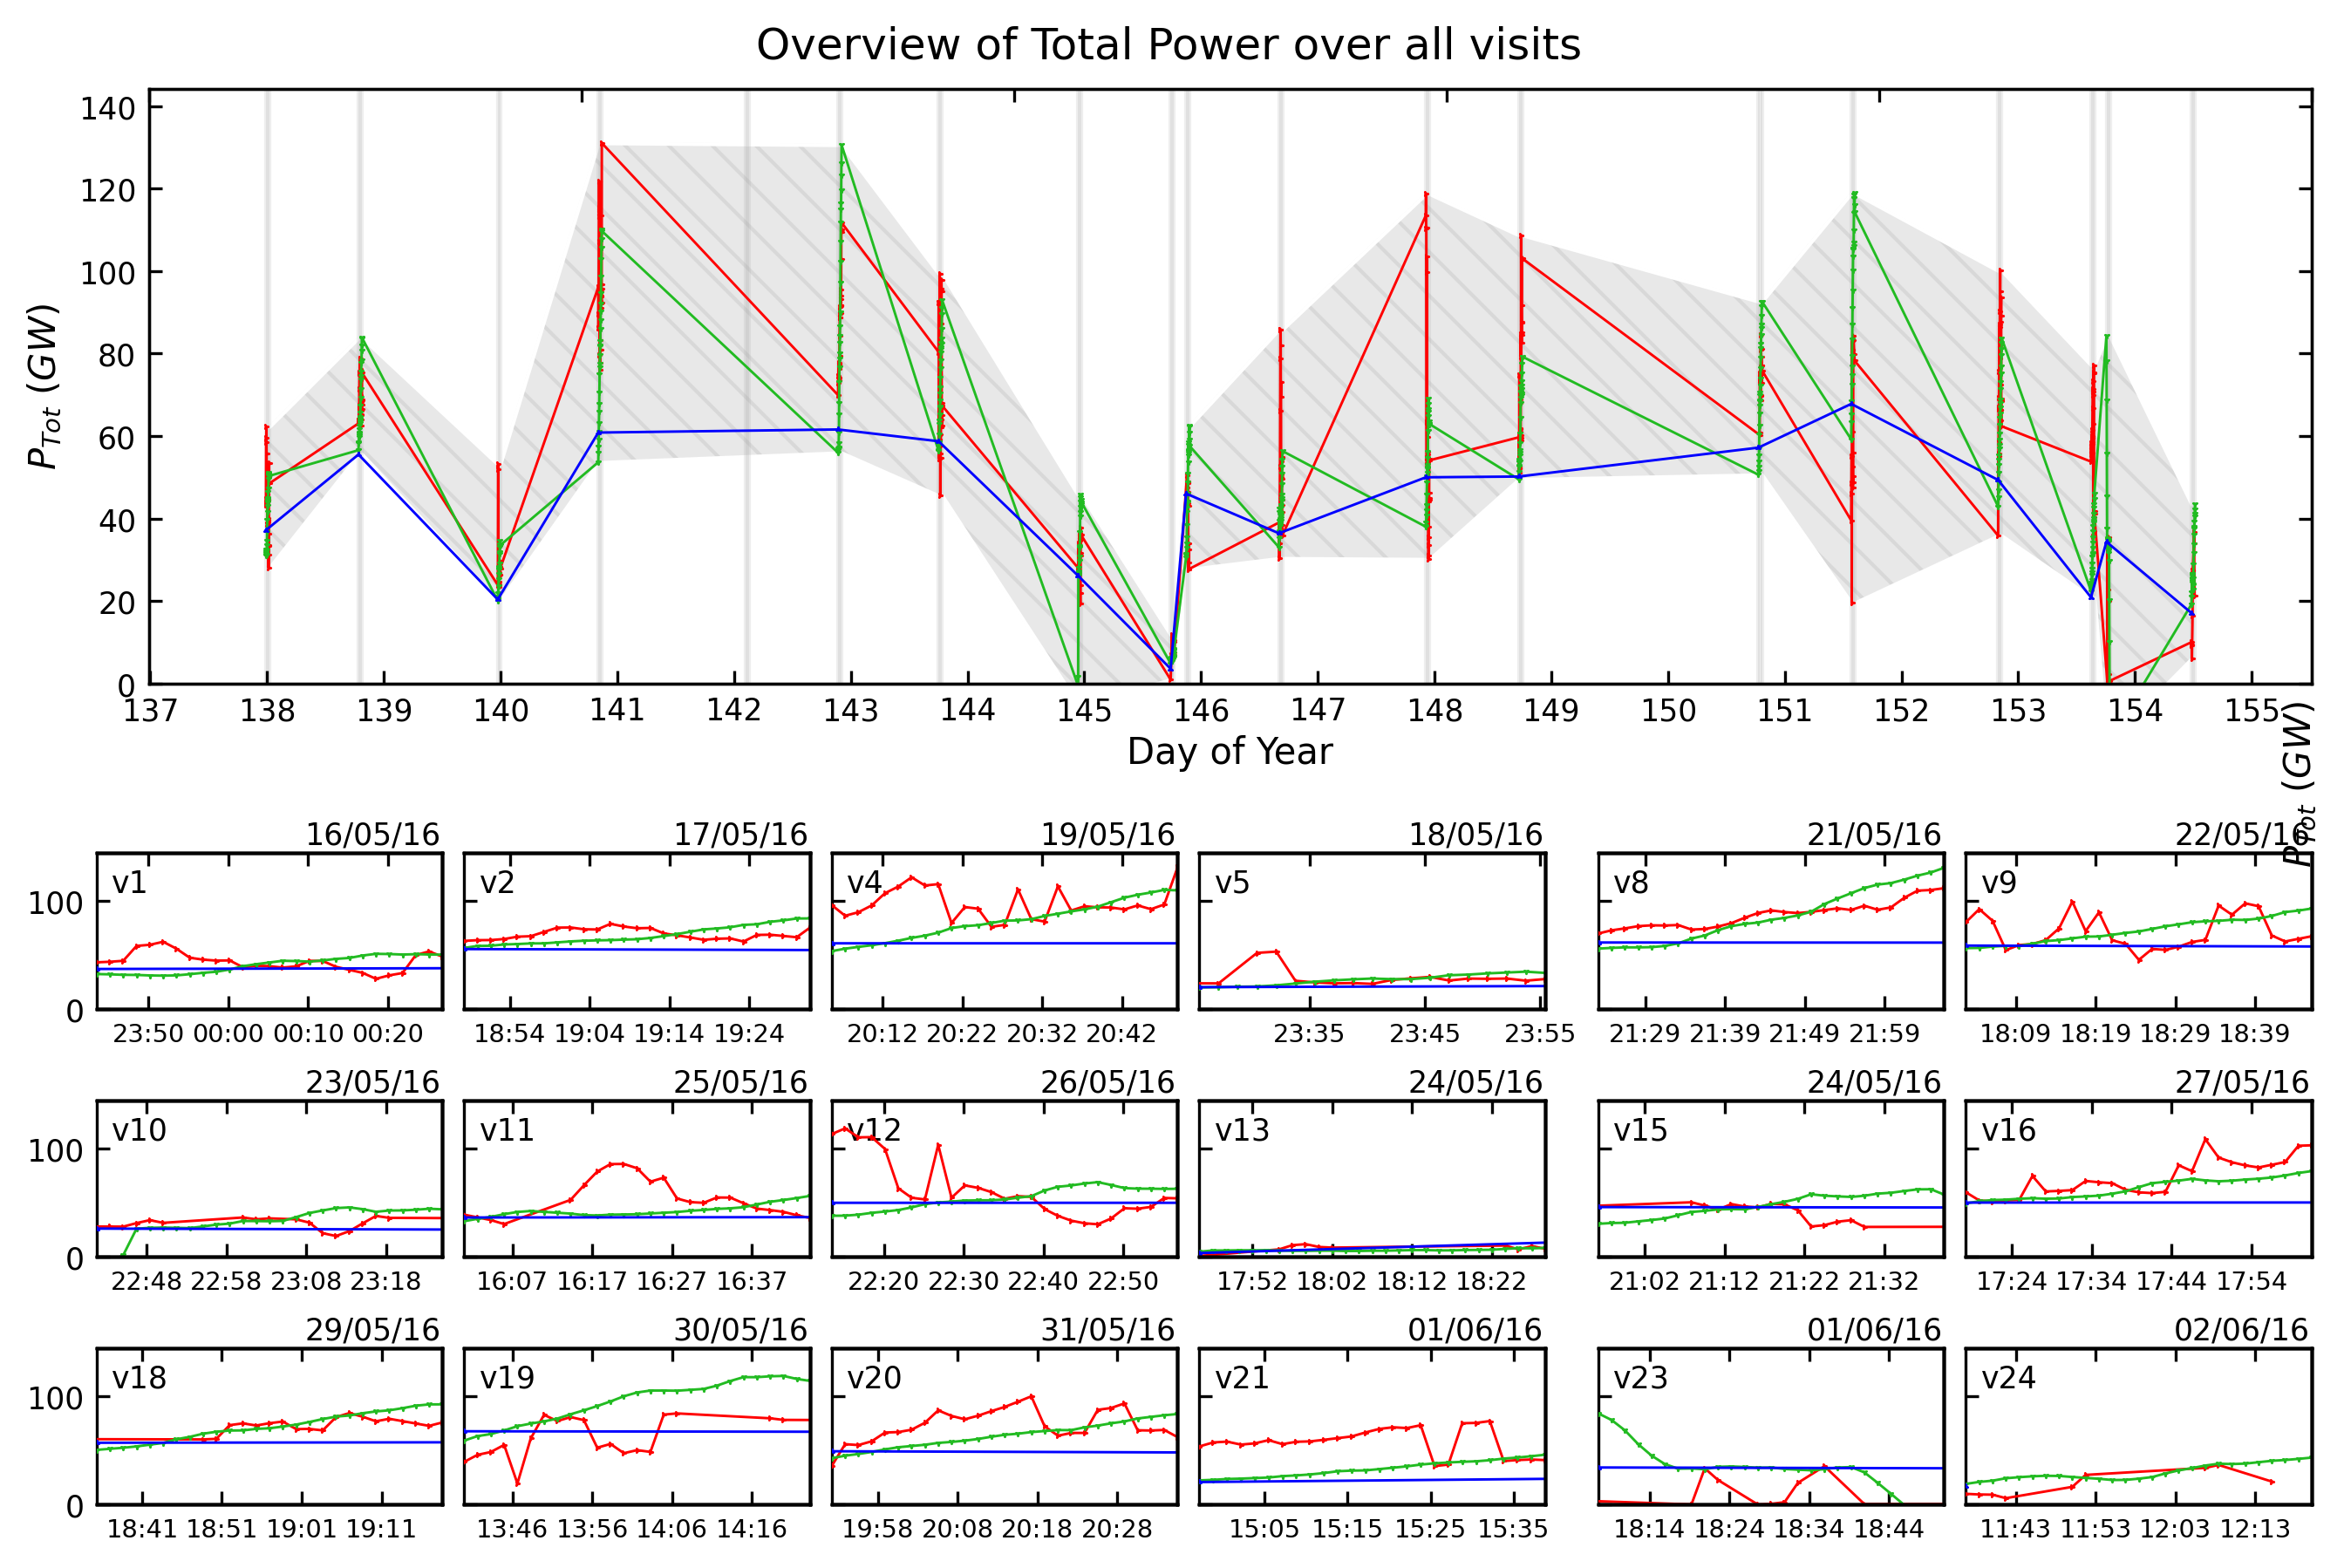 Overview of Total Power over all visits
140
120
100
80
60
40
20
0
P_Tot (GW)
137 138 139 140 141 142 143 144 145 146 147 148 149 150 151 152 153 154 155
Day of Year
P_Tot (GW)
16/05/16 17/05/16 19/05/16 18/05/16 21/05/16 22/05/16
v1 v2 v4 v5 v8 v9
100
0
23:50 00:00 00:10 00:20 18:54 19:04 19:14 19:24 20:12 20:22 20:32 20:42 23:35 23:45 23:55 21:29 21:39 21:49 21:59 18:09 18:19 18:29 18:39
23/05/16 25/05/16 26/05/16 24/05/16 24/05/16 27/05/16
v10 v11 v12 v13 v15 v16
100
0
22:48 22:58 23:08 23:18 16:07 16:17 16:27 16:37 22:20 22:30 22:40 22:50 17:52 18:02 18:12 18:22 21:02 21:12 21:22 21:32 17:24 17:34 17:44 17:54
29/05/16 30/05/16 31/05/16 01/06/16 01/06/16 02/06/16
v18 v19 v20 v21 v23 v24
100
0
18:41 18:51 19:01 19:11 13:46 13:56 14:06 14:16 19:58 20:08 20:18 20:28 15:05 15:15 15:25 15:35 18:14 18:24 18:34 18:44 11:43 11:53 12:03 12:13